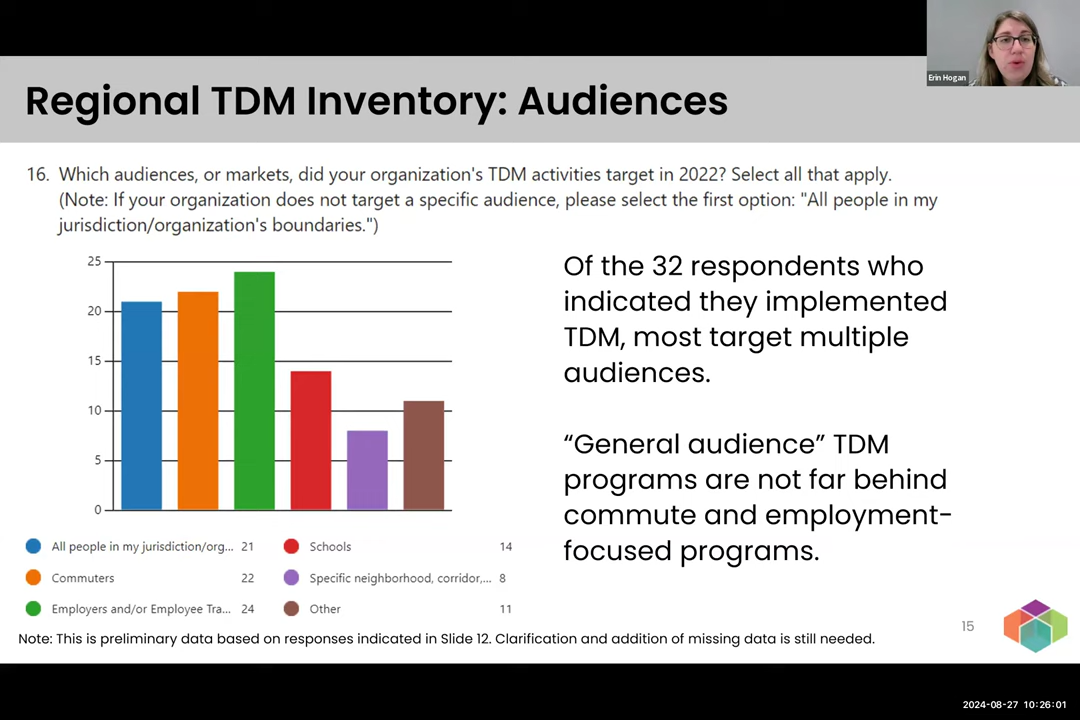 Erin Hogan
Regional TDM Inventory: Audiences
16. Which audiences, or markets, did your organization's TDM activities target in 2022? Select all that apply.
(Note: If your organization does not target a specific audience, please select the first option: "All people in my
jurisdiction/organization's boundaries.")
25
20
15
10
5
0
All people in my jurisdiction/org... 21
Commuters 22
Employers and/or Employee Tra... 24
Schools 14
Specific neighborhood, corridor,... 8
Other 11
Of the 32 respondents who
indicated they implemented
TDM, most target multiple
audiences.
“General audience” TDM
programs are not far behind
commute and employment-
focused programs.
Note: This is preliminary data based on responses indicated in Slide 12. Clarification and addition of missing data is still needed.
15
2024-08-27 10:26:01